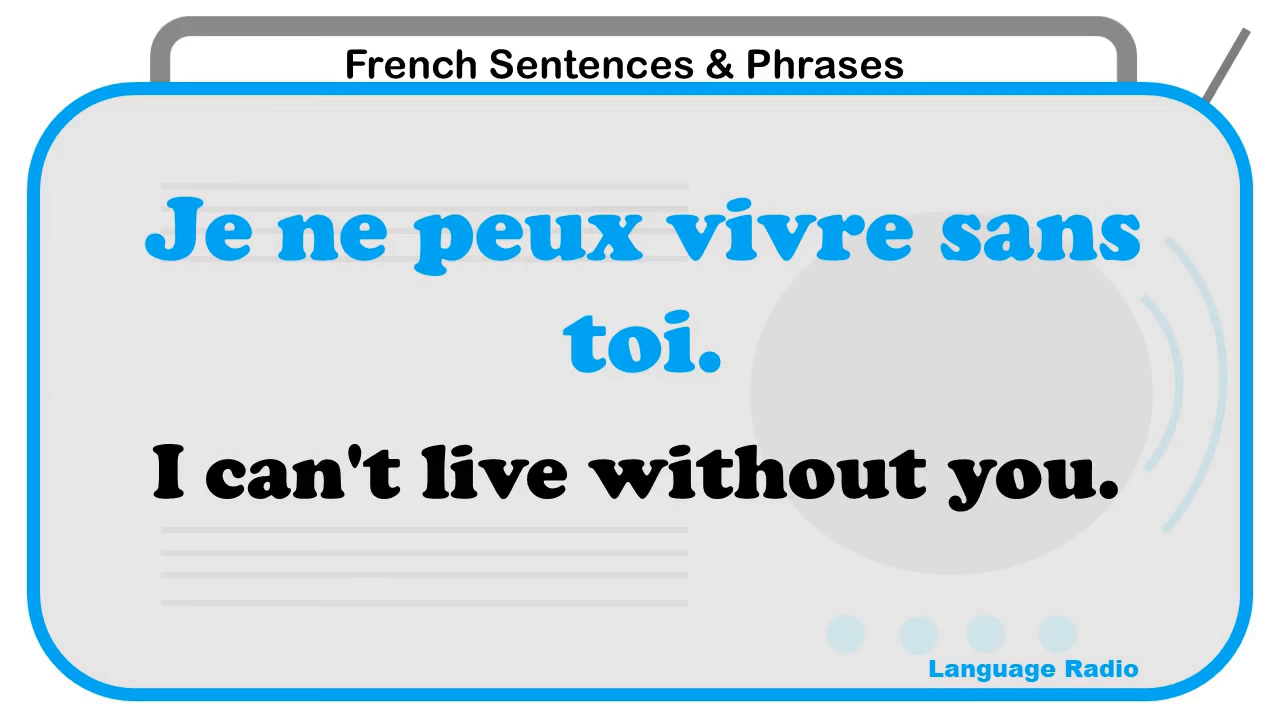 French Sentences & Phrases
Je ne peux vivre sans
toi.
I can't live without you.
Language Radio